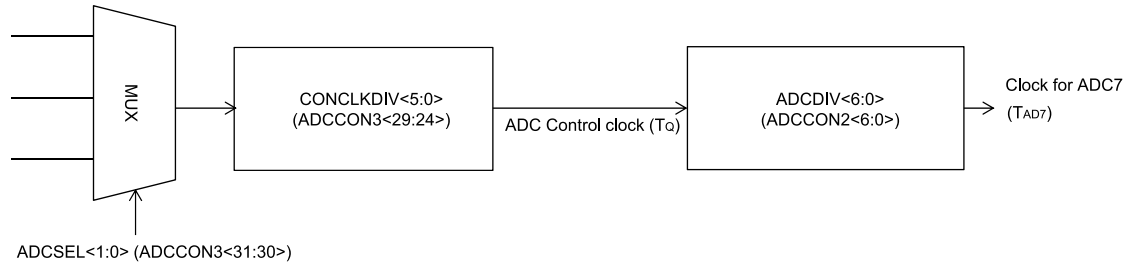 MUX
CONCLKDIV<5:0>
(ADCCON3<29:24>)
ADC Control clock (TQ)
ADCDIV<6:0>
(ADCCON2<6:0>)
Clock for ADC7
(TAD7)
ADCSEL<1:0> (ADCCON3<31:30>)